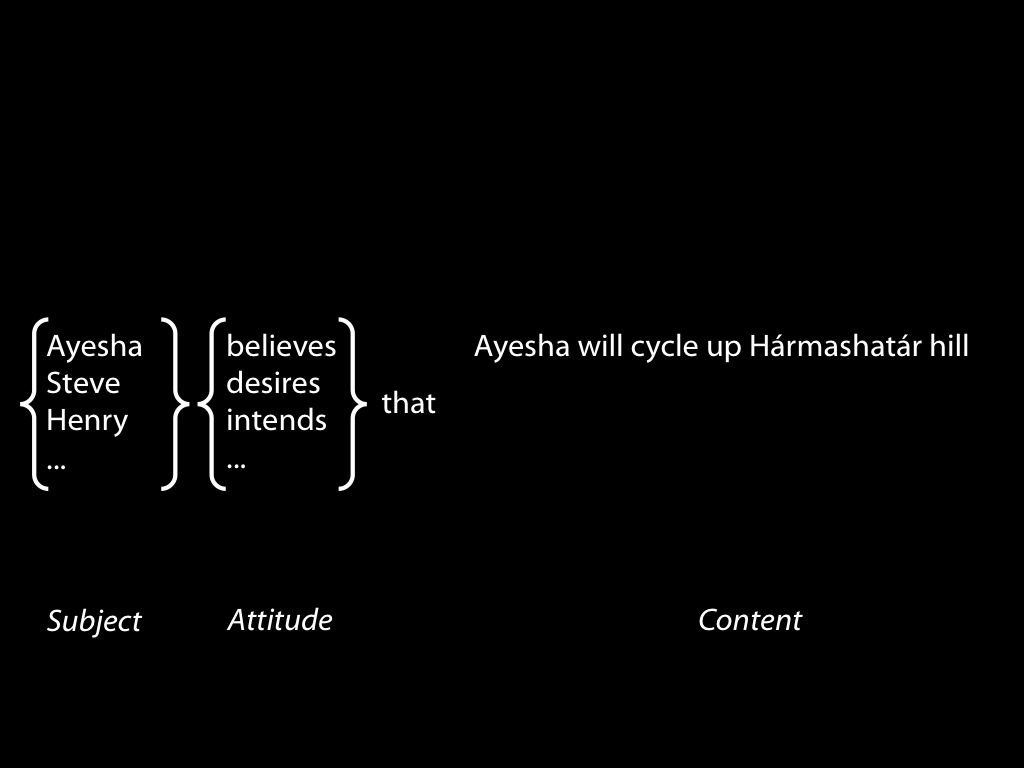 Ayesha
Steve
Henry
...
believes
desires
intends
...
that
Ayesha will cycle up Hármashatár hill
Subject
Attitude
Content